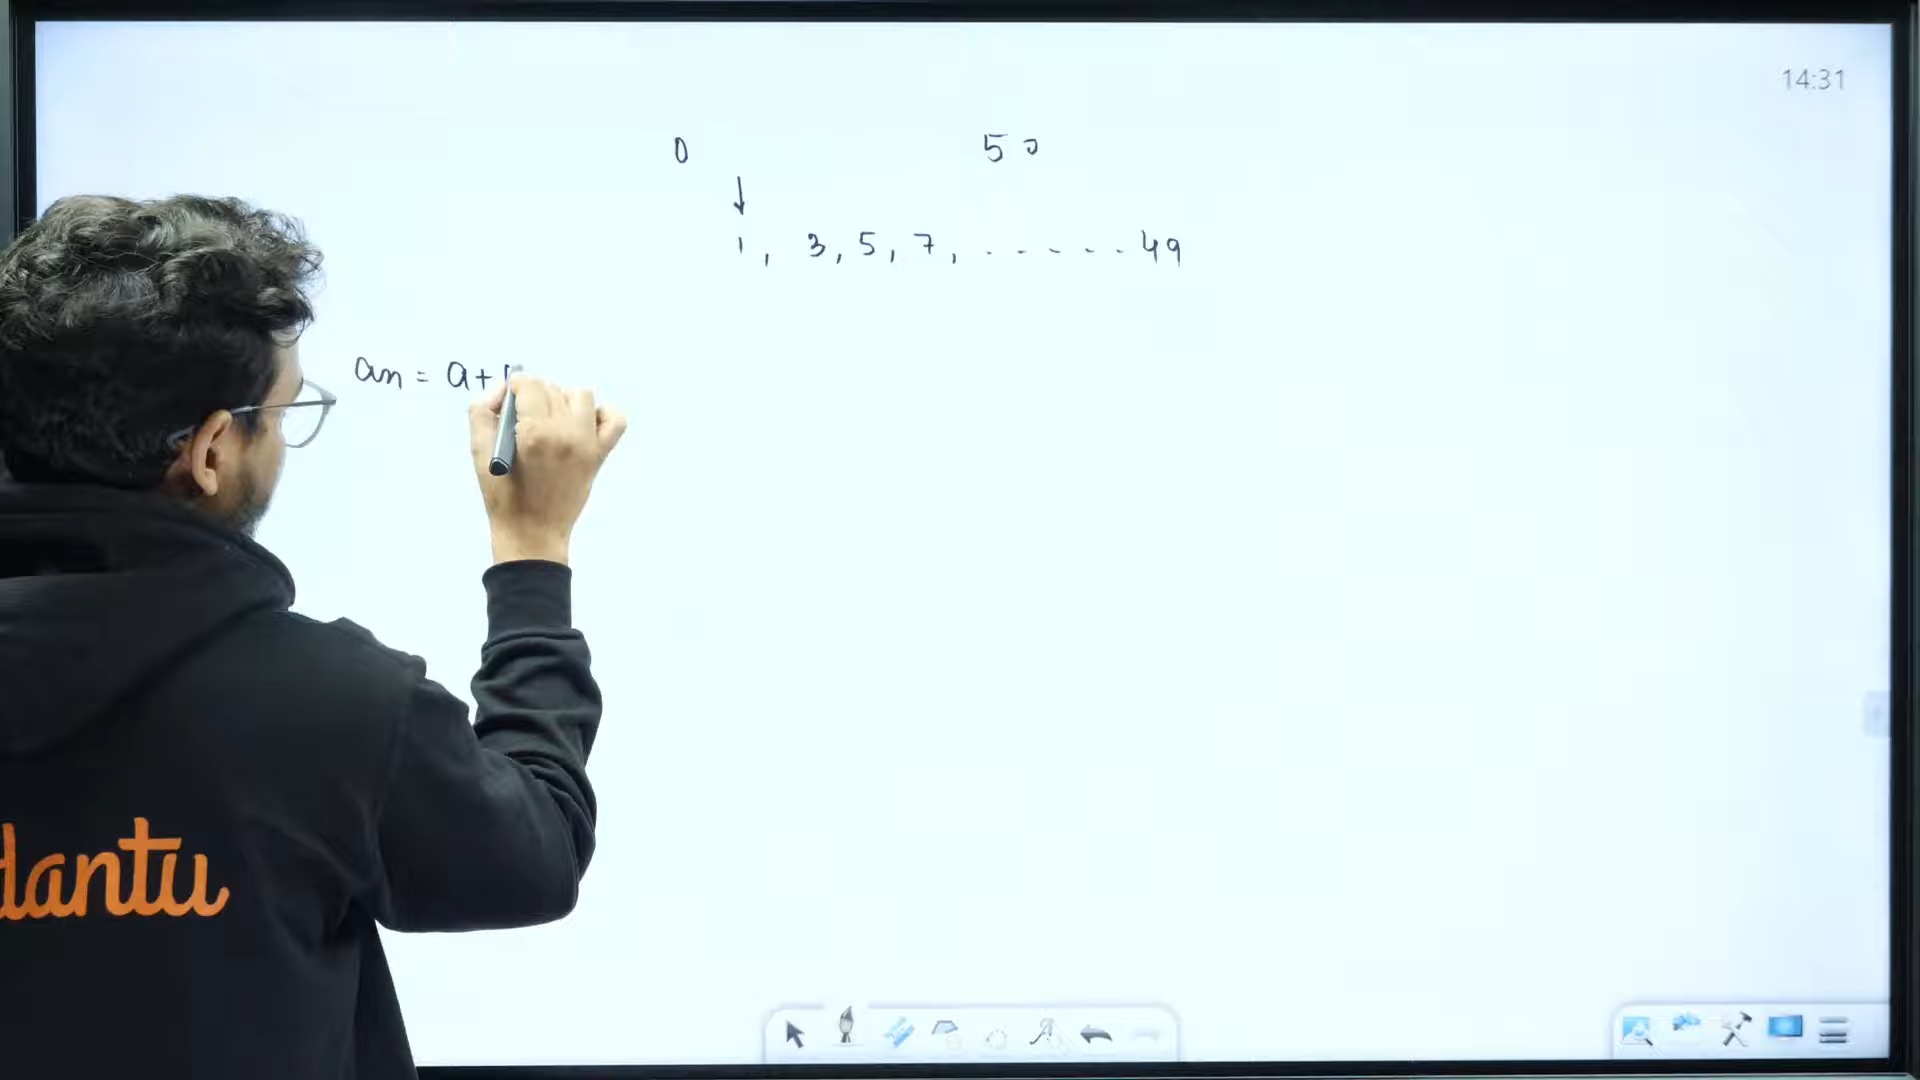 14:31
0 50
1, 3, 5, 7, . - - - . . 49
an = a+
dantu